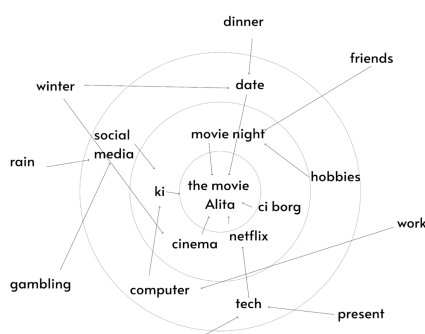 dinner
friends
date
winter
social
media
movie night
rain
hobbies
ki
the movie
Alita
ci borg
work
cinema
netflix
gambling
computer
tech
present